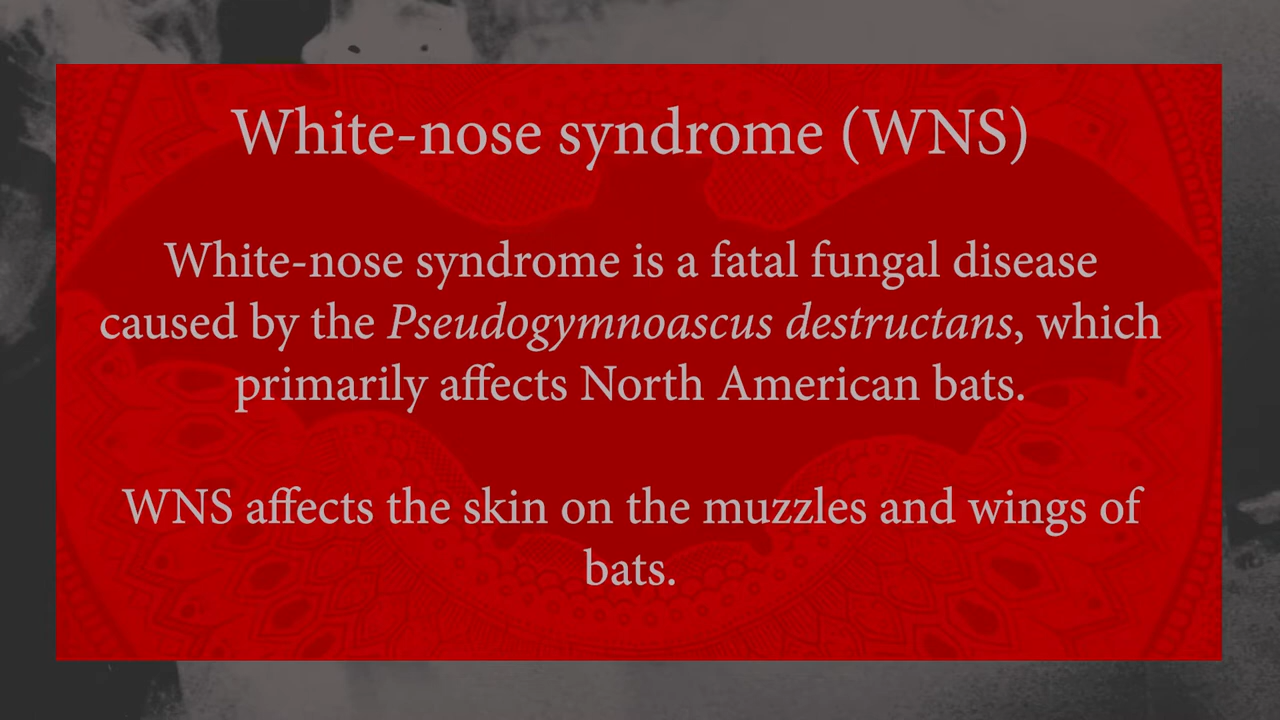 White-nose syndrome (WNS)
White-nose syndrome is a fatal fungal disease
caused by the Pseudogymnoascus destructans, which
primarily affects North American bats.
WNS affects the skin on the muzzles and wings of
bats.